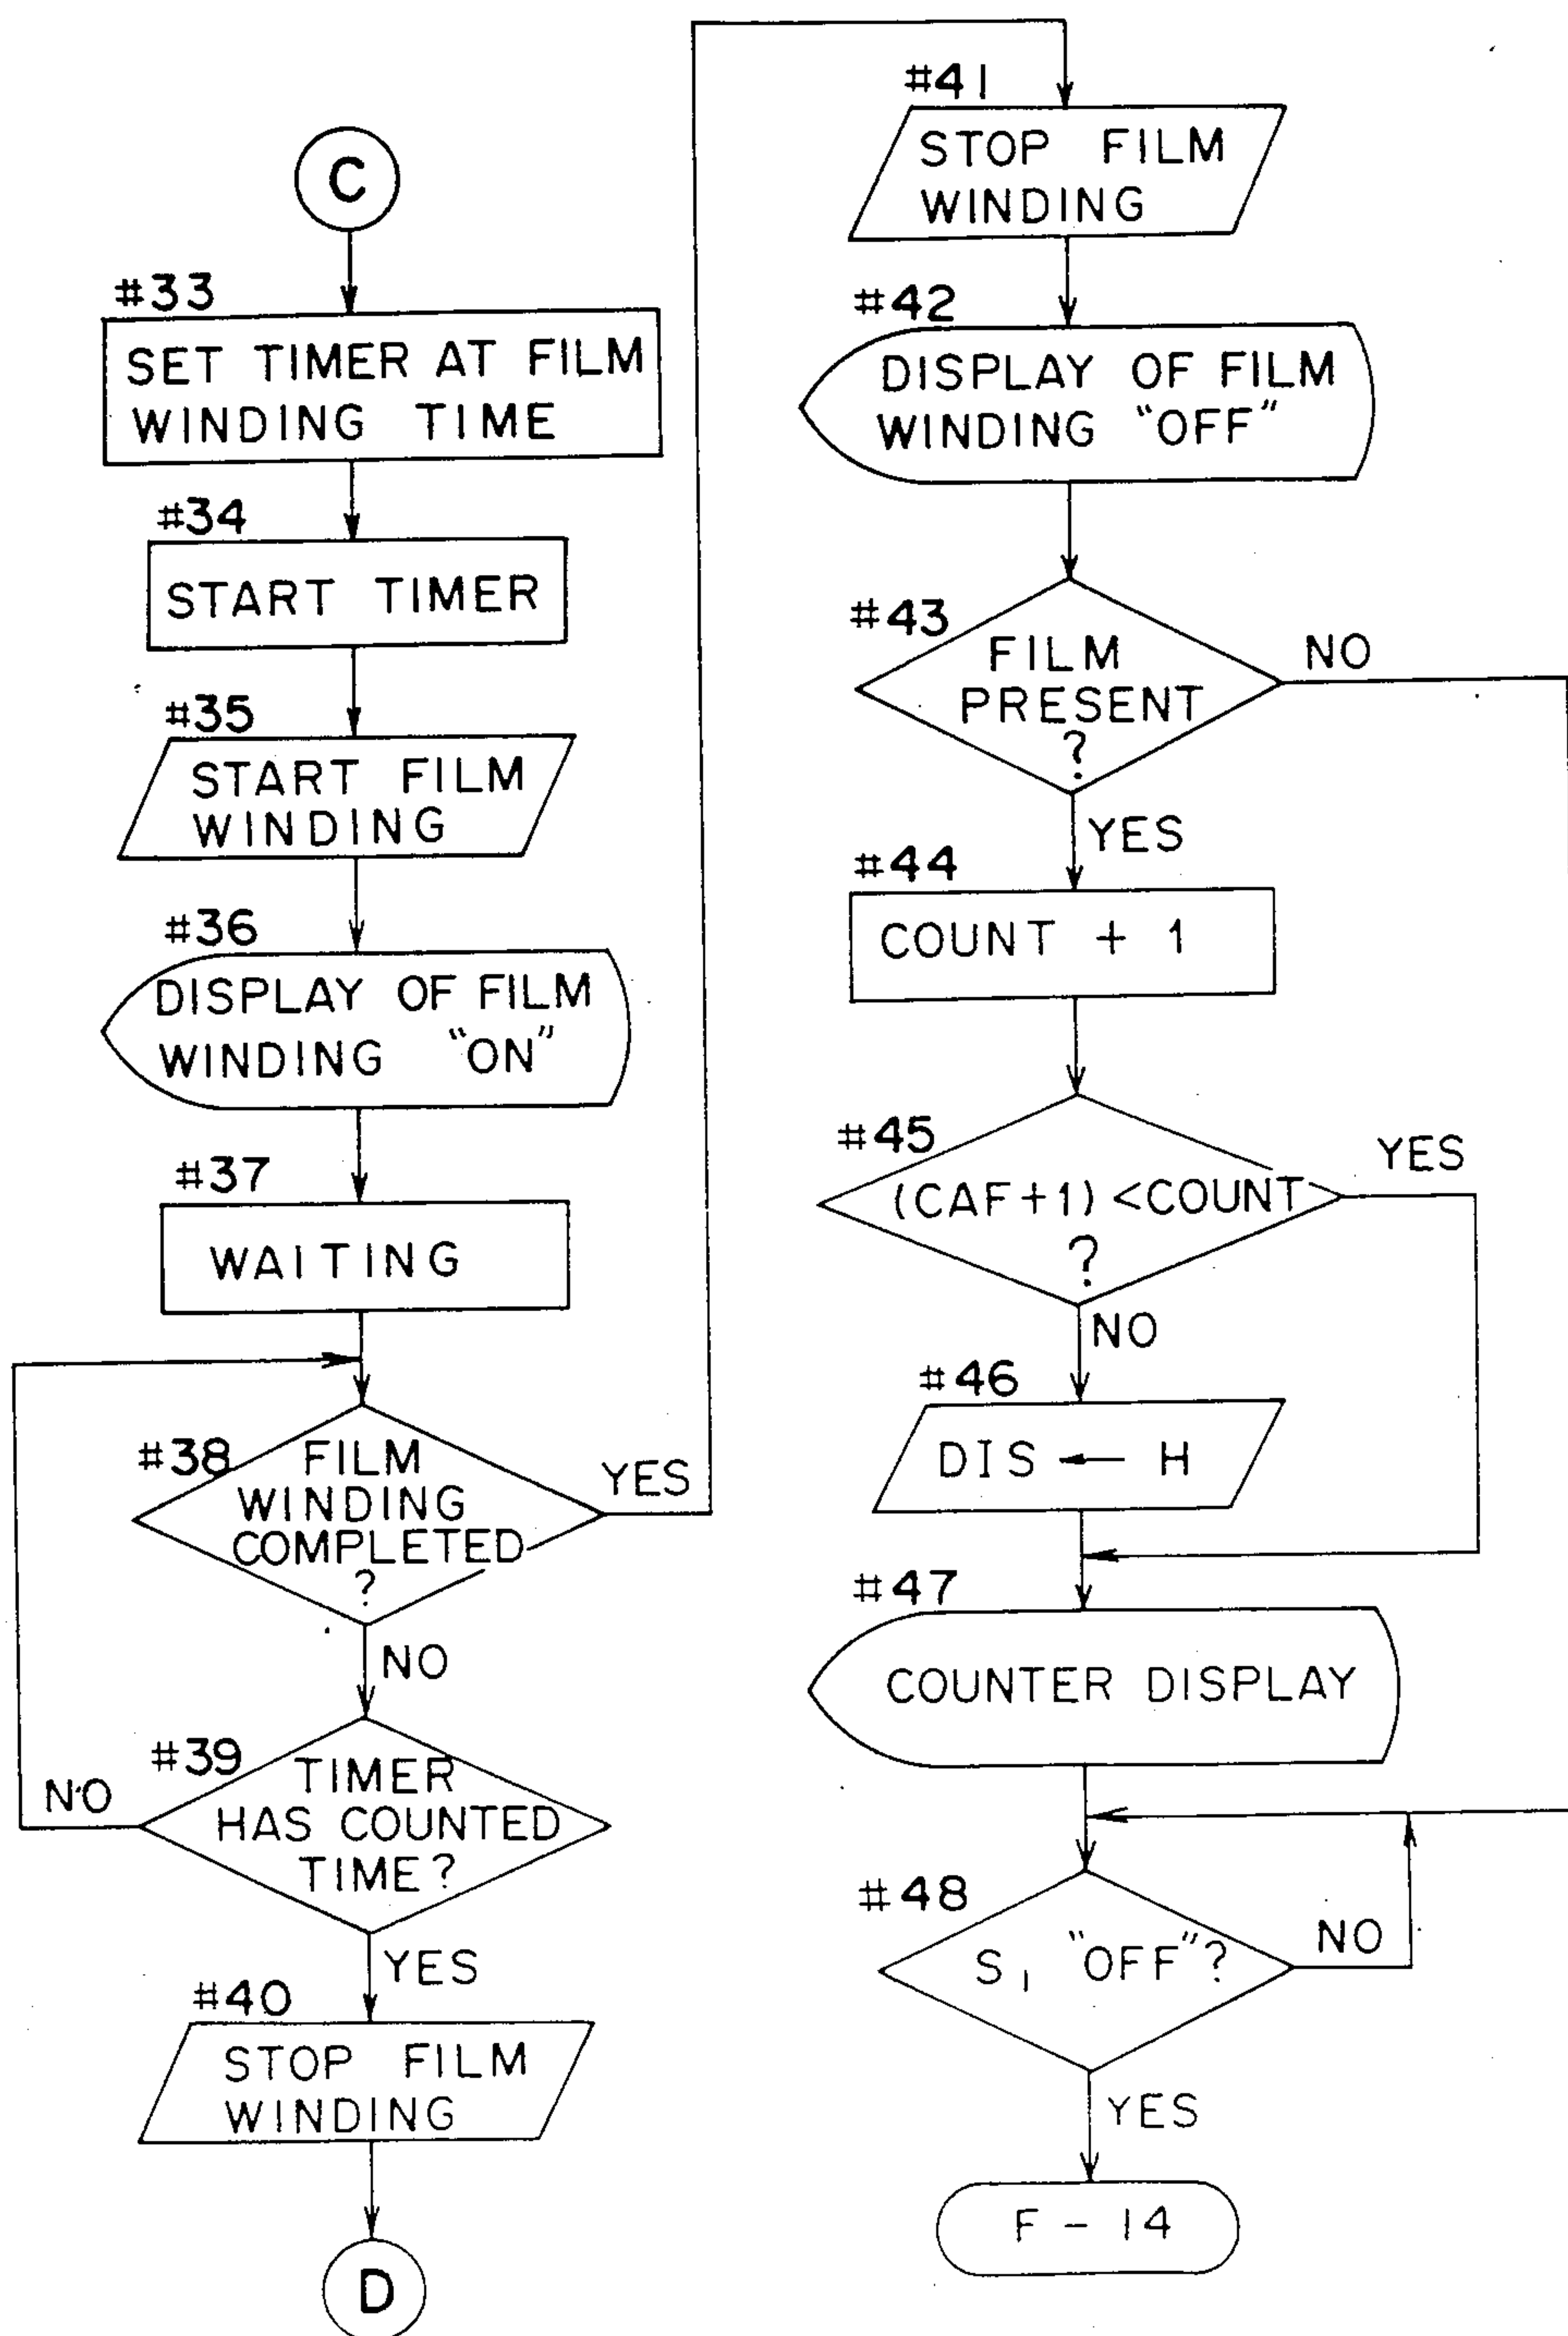 C
#33
SET TIMER AT FILM
WINDING TIME
#34
START TIMER
#35
START FILM
WINDING
#36
DISPLAY OF FILM
WINDING "ON"
#37
WAITING
#38
FILM
WINDING
COMPLETED
?
YES
NO
#39
TIMER
HAS COUNTED
TIME?
NO
YES
#40
STOP FILM
WINDING
D
#41
STOP FILM
WINDING
#42
DISPLAY OF FILM
WINDING "OFF"
#43
FILM
PRESENT
?
NO
YES
#44
COUNT + 1
#45
(CAF+1) <COUNT
?
YES
NO
#46
DIS ← H
#47
COUNTER DISPLAY
#48
S₁ "OFF"?
NO
YES
F - 14